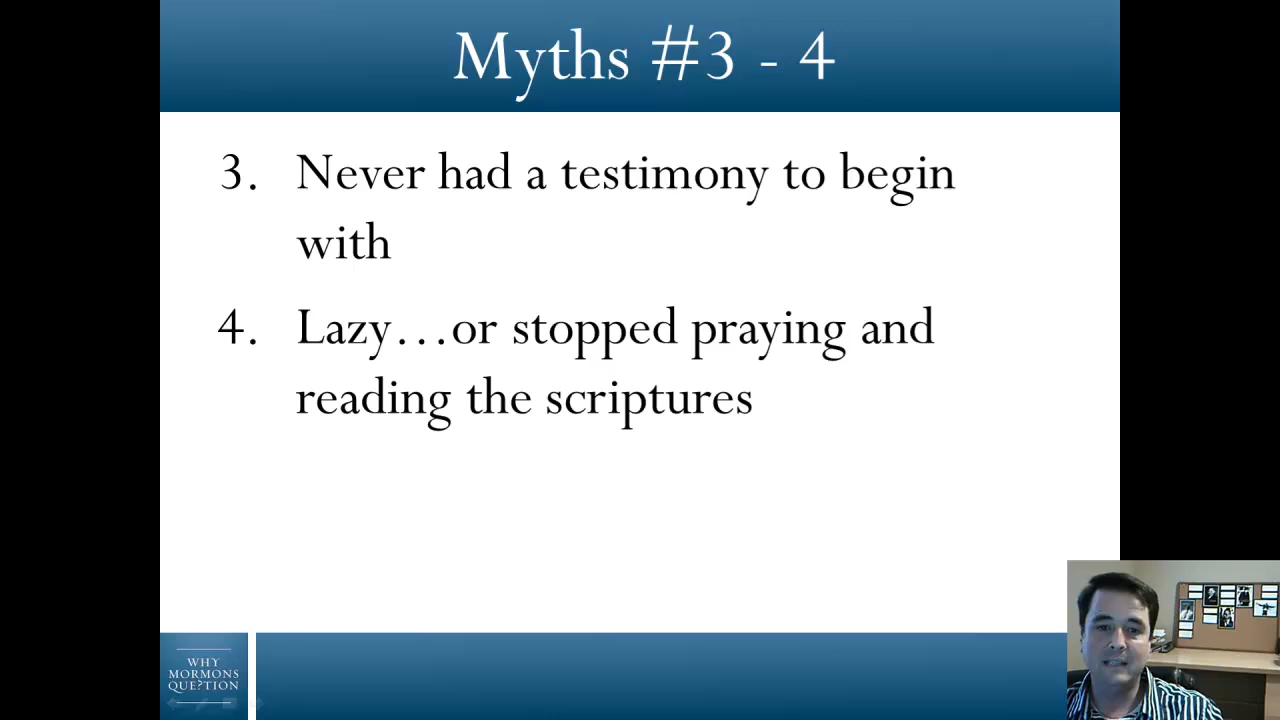 Myths #3 - 4
3. Never had a testimony to begin
with
4. Lazy…or stopped praying and
reading the scriptures
WHY
MORMONS
QUE?TION